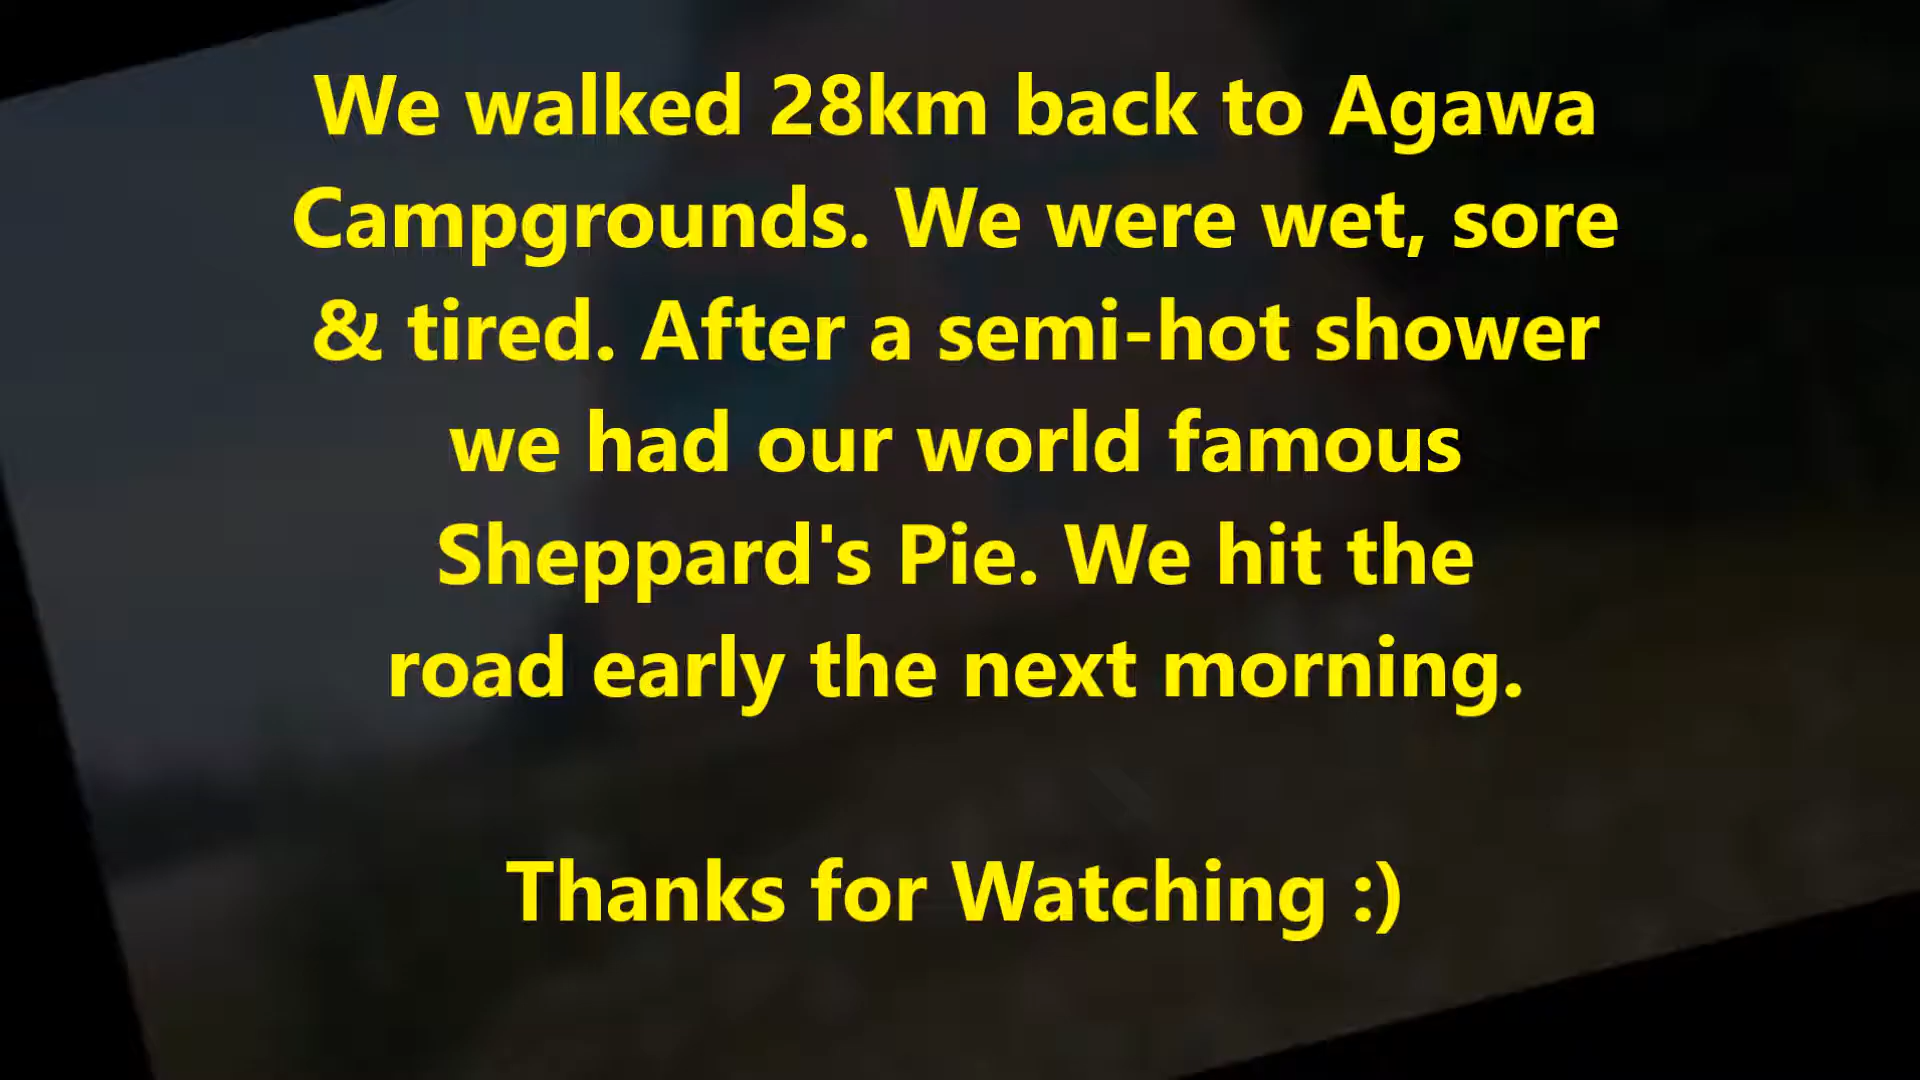 We walked 28km back to Agawa
Campgrounds. We were wet, sore
& tired. After a semi-hot shower
we had our world famous
Sheppard's Pie. We hit the
road early the next morning.
Thanks for Watching :)